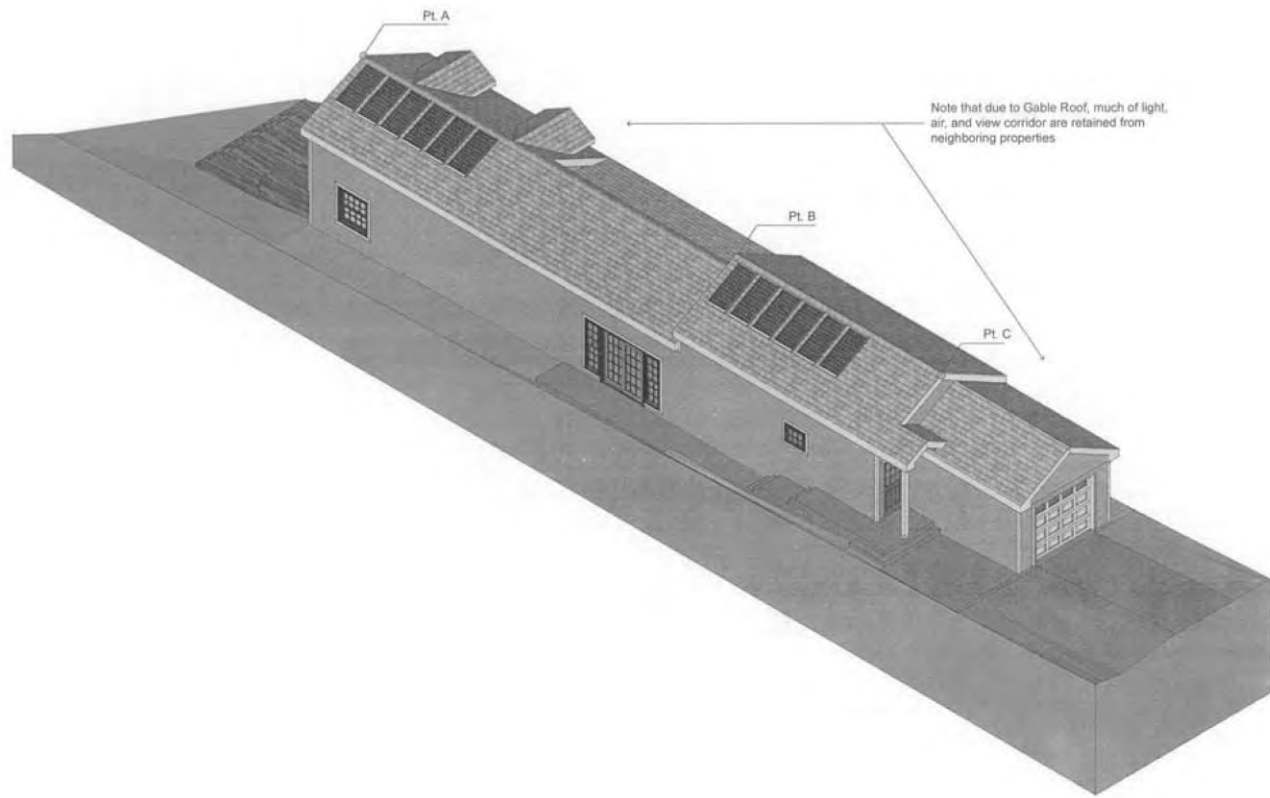 Pt. A
Note that due to Gable Roof, much of light,
air, and view corridor are retained from
neighboring properties
Pt. B
Pt. C